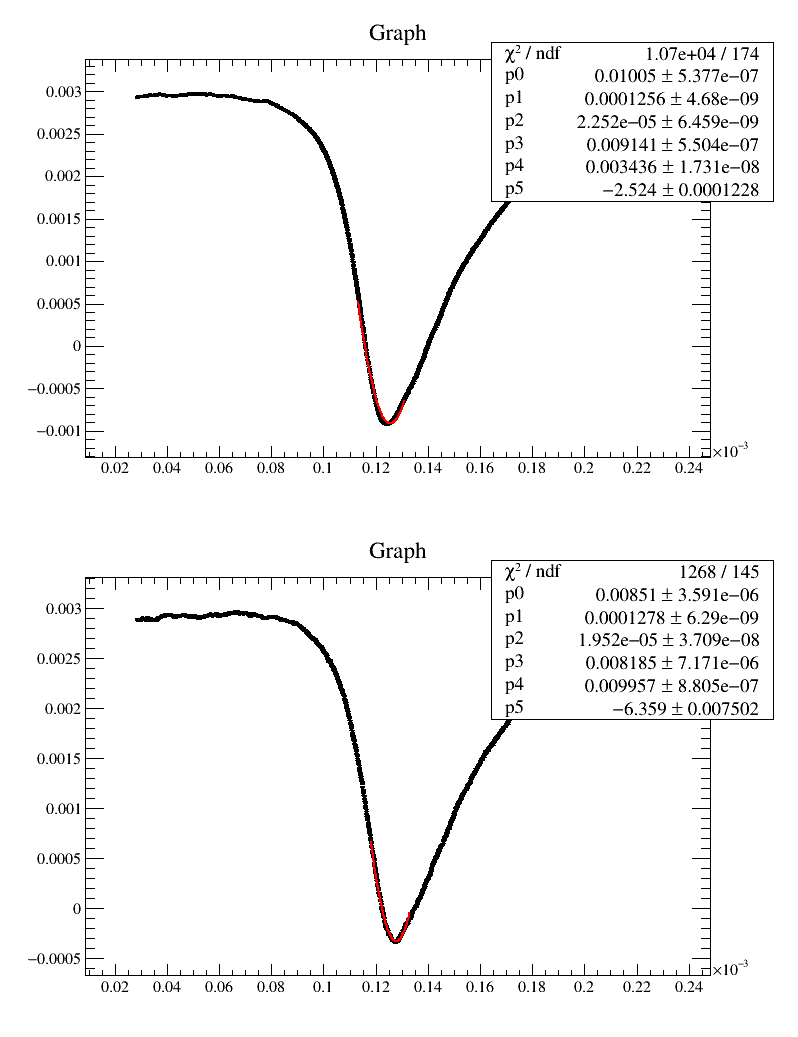 Graph
χ² / ndf 1.07e+04 / 174
p0 0.01005 ± 5.377e−07
p1 0.0001256 ± 4.68e−09
p2 2.252e−05 ± 6.459e−09
p3 0.009141 ± 5.504e−07
p4 0.003436 ± 1.731e−08
p5 −2.524 ± 0.0001228
0.003
0.0025
0.002
0.0015
0.001
0.0005
0
−0.0005
−0.001
×10⁻³
0.02 0.04 0.06 0.08 0.1 0.12 0.14 0.16 0.18 0.2 0.22 0.24
Graph
χ² / ndf 1268 / 145
p0 0.00851 ± 3.591e−06
p1 0.0001278 ± 6.29e−09
p2 1.952e−05 ± 3.709e−08
p3 0.008185 ± 7.171e−06
p4 0.009957 ± 8.805e−07
p5 −6.359 ± 0.007502
0.003
0.0025
0.002
0.0015
0.001
0.0005
0
−0.0005
×10⁻³
0.02 0.04 0.06 0.08 0.1 0.12 0.14 0.16 0.18 0.2 0.22 0.24